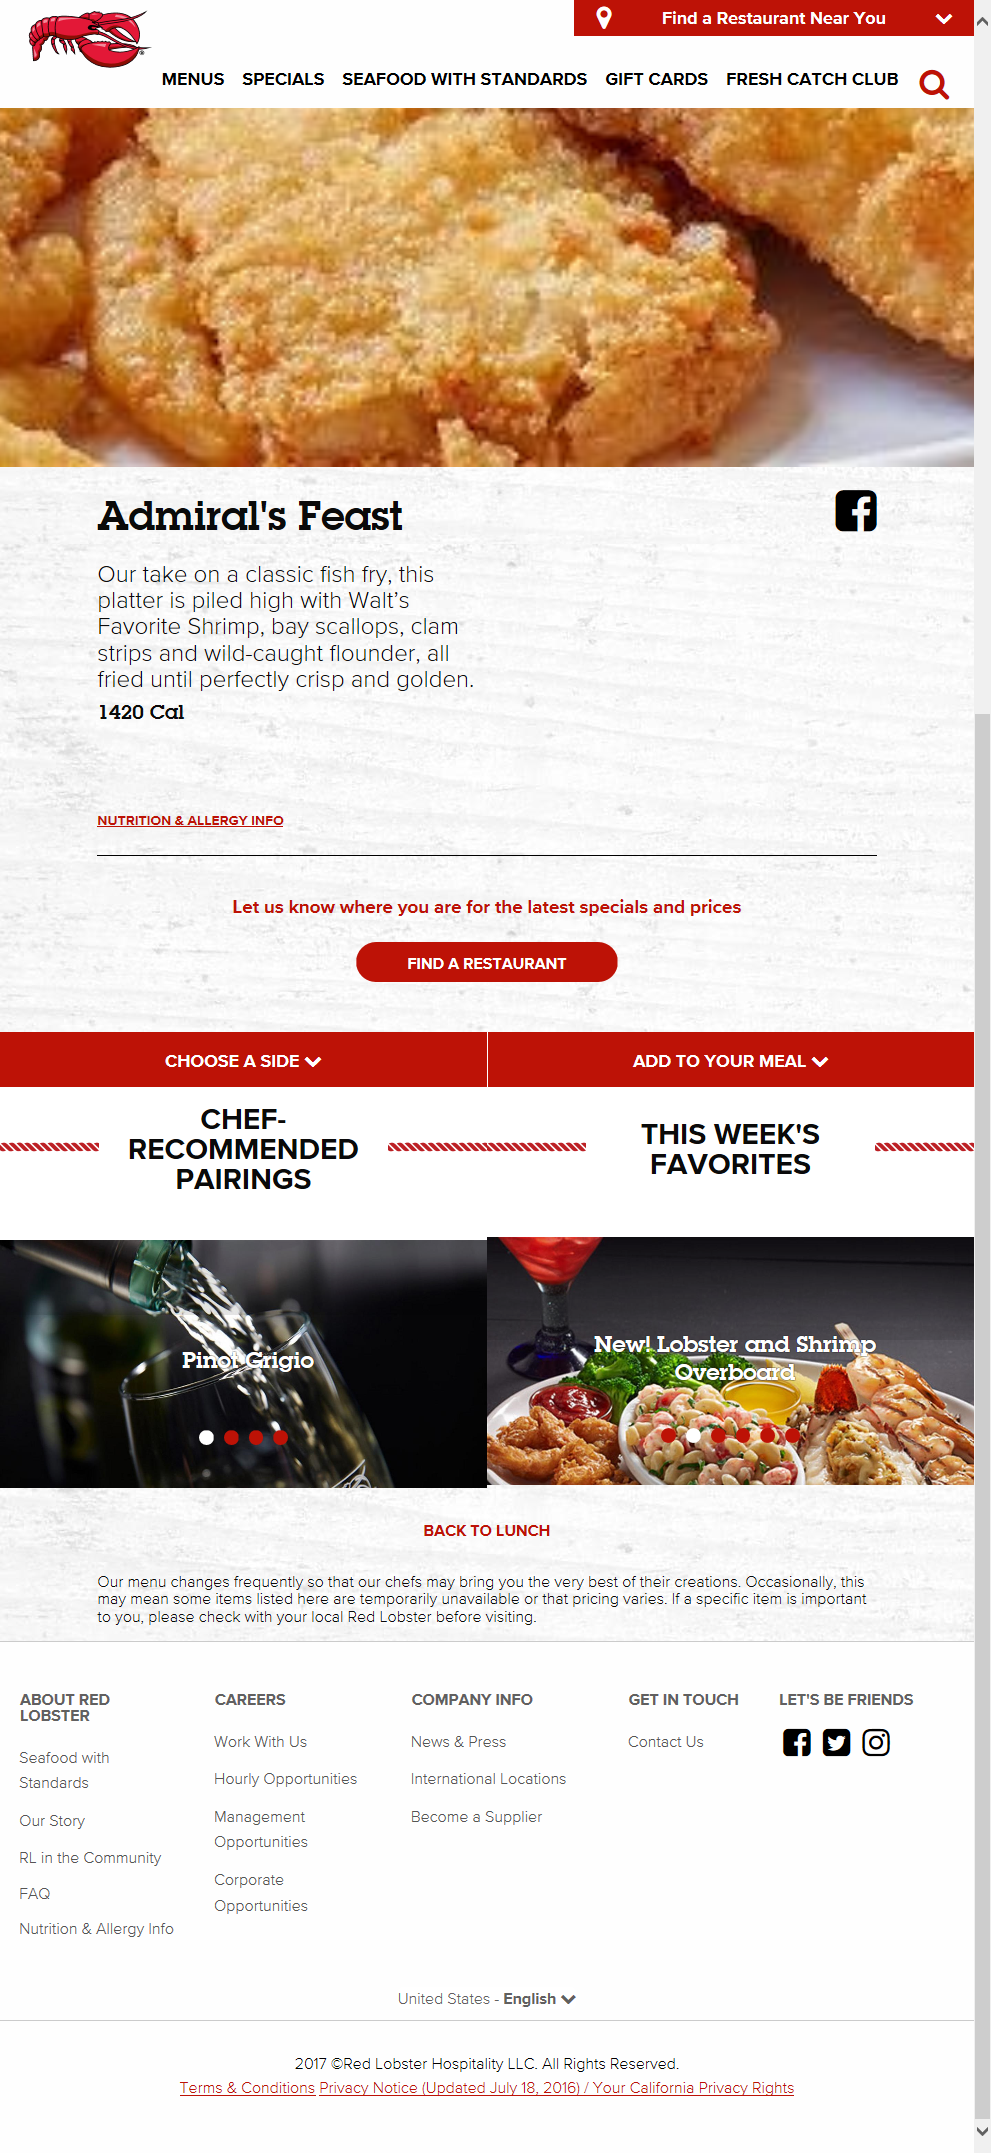 Find a Restaurant Near You
MENUS SPECIALS SEAFOOD WITH STANDARDS GIFT CARDS FRESH CATCH CLUB
Admiral's Feast
Our take on a classic fish fry, this
platter is piled high with Walt’s
Favorite Shrimp, bay scallops, clam
strips and wild-caught flounder, all
fried until perfectly crisp and golden.
1420 Cal
NUTRITION & ALLERGY INFO
Let us know where you are for the latest specials and prices
FIND A RESTAURANT
CHOOSE A SIDE
ADD TO YOUR MEAL
CHEF-
RECOMMENDED
PAIRINGS
THIS WEEK'S
FAVORITES
Pinot Grigio
New! Lobster and Shrimp
Overboard
BACK TO LUNCH
Our menu changes frequently so that our chefs may bring you the very best of their creations. Occasionally, this
may mean some items listed here are temporarily unavailable or that pricing varies. If a specific item is important
to you, please check with your local Red Lobster before visiting.
ABOUT RED
LOBSTER
Seafood with
Standards
Our Story
RL in the Community
FAQ
Nutrition & Allergy Info
CAREERS
Work With Us
Hourly Opportunities
Management
Opportunities
Corporate
Opportunities
COMPANY INFO
News & Press
International Locations
Become a Supplier
GET IN TOUCH
Contact Us
LET'S BE FRIENDS
United States - English
2017 ©Red Lobster Hospitality LLC. All Rights Reserved.
Terms & Conditions Privacy Notice (Updated July 18, 2016) / Your California Privacy Rights